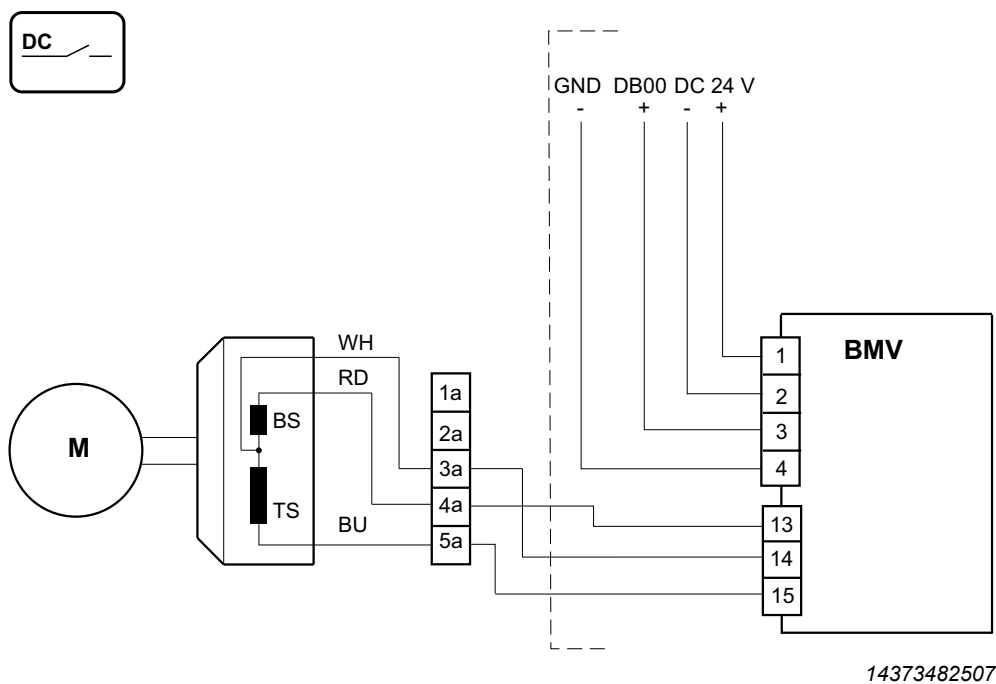 DC
GND DB00 DC 24 V
- + - +
WH
RD
BS
TS
BU
M
1a
2a
3a
4a
5a
BMV
1
2
3
4
13
14
15
14373482507